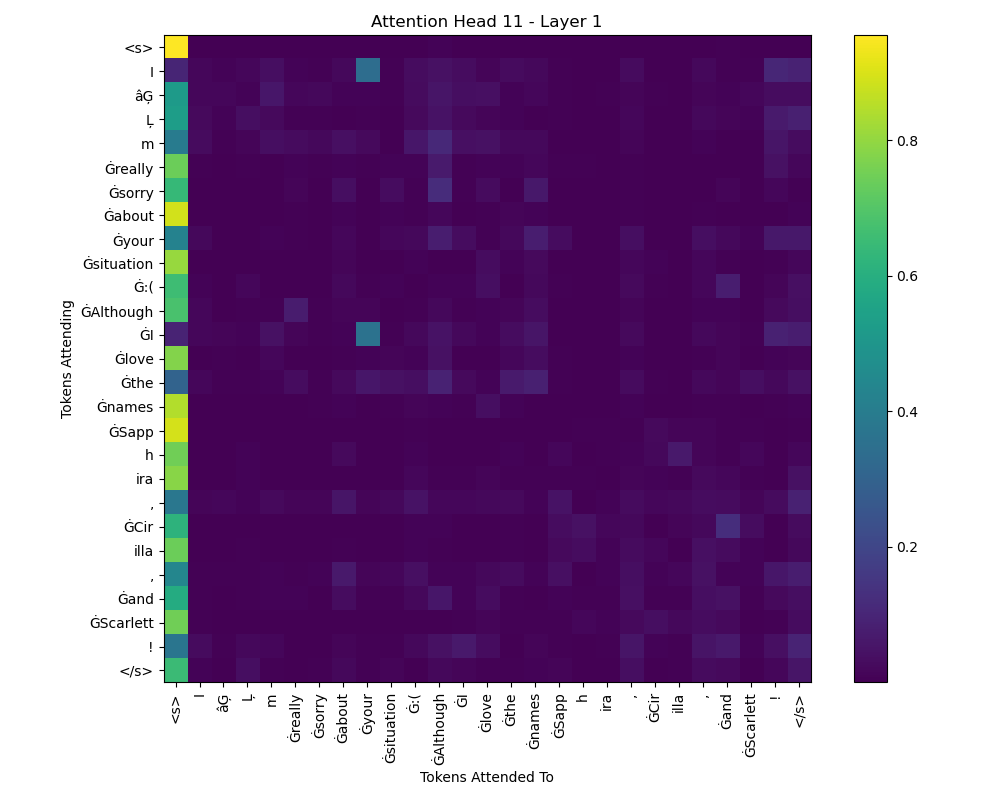 Attention Head 11 - Layer 1
<s>
I
âĢ
Ļ
m
Ġreally
Ġsorry
Ġabout
Ġyour
Ġsituation
Ġ:(
ĠAlthough
ĠI
Ġlove
Ġthe
Ġnames
ĠSapp
h
ira
,
ĠCir
illa
,
Ġand
ĠScarlett
!
</s>
Tokens Attending
<s>
I
âĢ
Ļ
m
Ġreally
Ġsorry
Ġabout
Ġyour
Ġsituation
Ġ:(
ĠAlthough
ĠI
Ġlove
Ġthe
Ġnames
ĠSapp
h
ira
,
ĠCir
illa
,
Ġand
ĠScarlett
!
</s>
Tokens Attended To
0.8
0.6
0.4
0.2